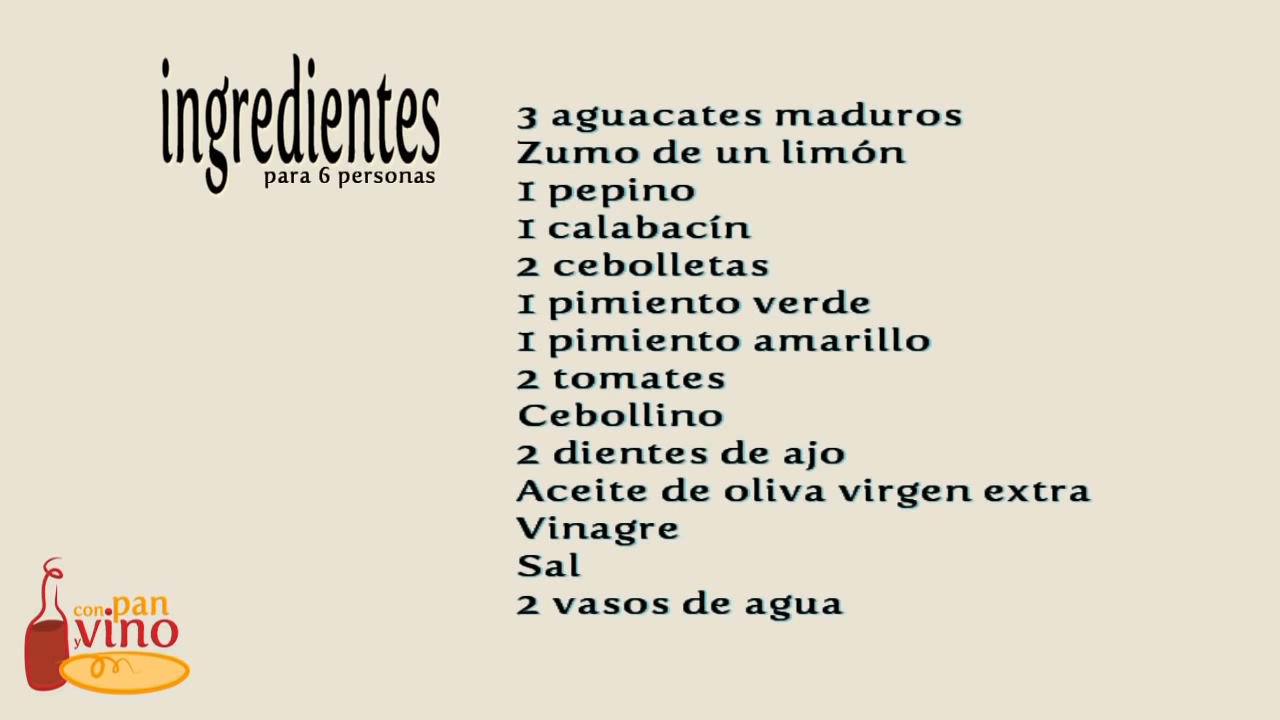 ingredientes
para 6 personas
3 aguacates maduros
Zumo de un limón
1 pepino
1 calabacín
2 cebolletas
1 pimiento verde
1 pimiento amarillo
2 tomates
Cebollino
2 dientes de ajo
Aceite de oliva virgen extra
Vinagre
Sal
2 vasos de agua
con.pan
y vino